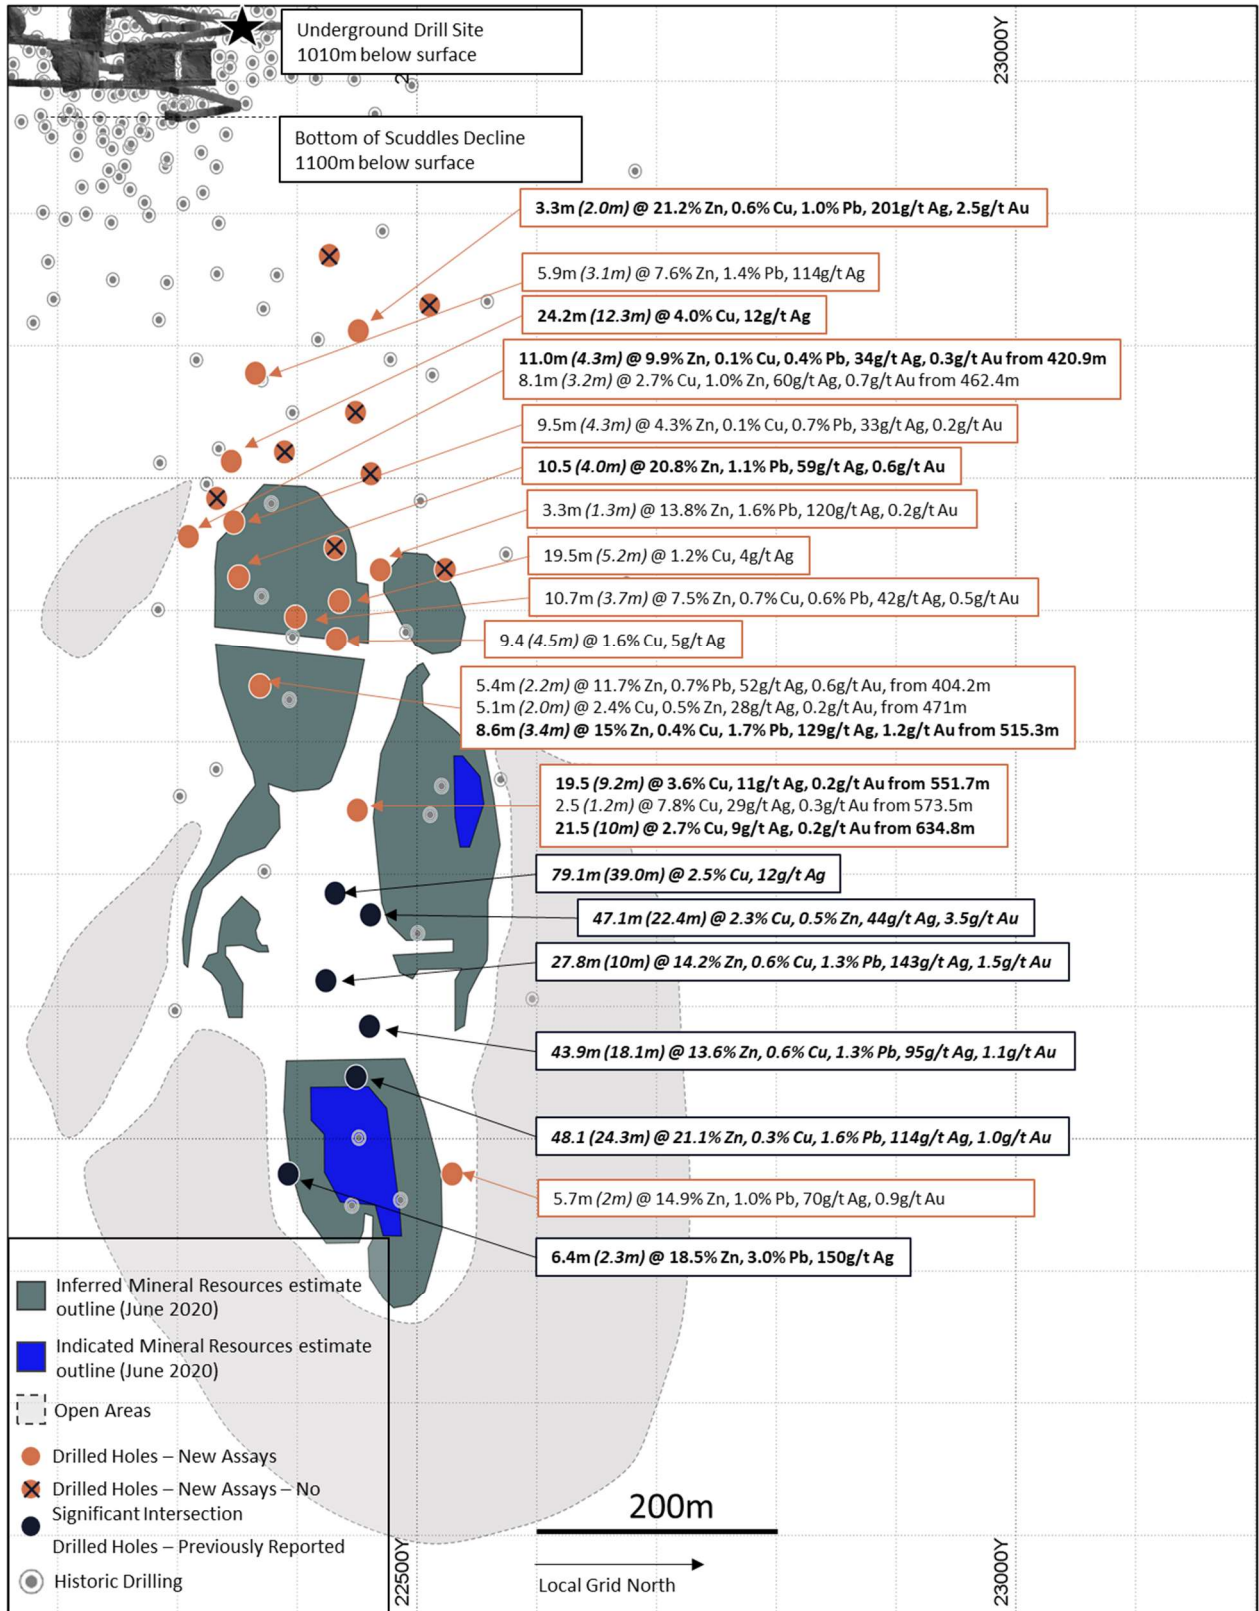 Underground Drill Site
1010m below surface
23000Y
2
Bottom of Scuddles Decline
1100m below surface
3.3m (2.0m) @ 21.2% Zn, 0.6% Cu, 1.0% Pb, 201g/t Ag, 2.5g/t Au
5.9m (3.1m) @ 7.6% Zn, 1.4% Pb, 114g/t Ag
24.2m (12.3m) @ 4.0% Cu, 12g/t Ag
11.0m (4.3m) @ 9.9% Zn, 0.1% Cu, 0.4% Pb, 34g/t Ag, 0.3g/t Au from 420.9m
8.1m (3.2m) @ 2.7% Cu, 1.0% Zn, 60g/t Ag, 0.7g/t Au from 462.4m
9.5m (4.3m) @ 4.3% Zn, 0.1% Cu, 0.7% Pb, 33g/t Ag, 0.2g/t Au
10.5 (4.0m) @ 20.8% Zn, 1.1% Pb, 59g/t Ag, 0.6g/t Au
3.3m (1.3m) @ 13.8% Zn, 1.6% Pb, 120g/t Ag, 0.2g/t Au
19.5m (5.2m) @ 1.2% Cu, 4g/t Ag
10.7m (3.7m) @ 7.5% Zn, 0.7% Cu, 0.6% Pb, 42g/t Ag, 0.5g/t Au
9.4 (4.5m) @ 1.6% Cu, 5g/t Ag
5.4m (2.2m) @ 11.7% Zn, 0.7% Pb, 52g/t Ag, 0.6g/t Au, from 404.2m
5.1m (2.0m) @ 2.4% Cu, 0.5% Zn, 28g/t Ag, 0.2g/t Au, from 471m
8.6m (3.4m) @ 15% Zn, 0.4% Cu, 1.7% Pb, 129g/t Ag, 1.2g/t Au from 515.3m
19.5 (9.2m) @ 3.6% Cu, 11g/t Ag, 0.2g/t Au from 551.7m
2.5 (1.2m) @ 7.8% Cu, 29g/t Ag, 0.3g/t Au from 573.5m
21.5 (10m) @ 2.7% Cu, 9g/t Ag, 0.2g/t Au from 634.8m
79.1m (39.0m) @ 2.5% Cu, 12g/t Ag
47.1m (22.4m) @ 2.3% Cu, 0.5% Zn, 44g/t Ag, 3.5g/t Au
27.8m (10m) @ 14.2% Zn, 0.6% Cu, 1.3% Pb, 143g/t Ag, 1.5g/t Au
43.9m (18.1m) @ 13.6% Zn, 0.6% Cu, 1.3% Pb, 95g/t Ag, 1.1g/t Au
48.1 (24.3m) @ 21.1% Zn, 0.3% Cu, 1.6% Pb, 114g/t Ag, 1.0g/t Au
5.7m (2m) @ 14.9% Zn, 1.0% Pb, 70g/t Ag, 0.9g/t Au
6.4m (2.3m) @ 18.5% Zn, 3.0% Pb, 150g/t Ag
Inferred Mineral Resources estimate
outline (June 2020)
Indicated Mineral Resources estimate
outline (June 2020)
Open Areas
Drilled Holes – New Assays
Drilled Holes – New Assays – No
Significant Intersection
Drilled Holes – Previously Reported
Historic Drilling
200m
Local Grid North
22500Y
23000Y